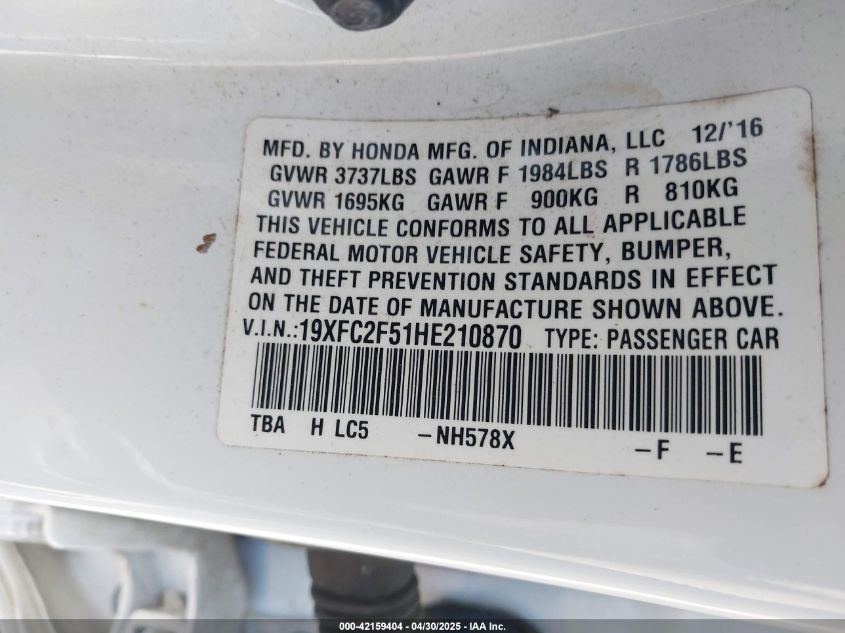 MFD. BY HONDA MFG. OF INDIANA, LLC 12/'16
GVWR 3737LBS GAWR F 1984LBS R 1786LBS
GVWR 1695KG GAWR F 900KG R 810KG
THIS VEHICLE CONFORMS TO ALL APPLICABLE
FEDERAL MOTOR VEHICLE SAFETY, BUMPER,
AND THEFT PREVENTION STANDARDS IN EFFECT
ON THE DATE OF MANUFACTURE SHOWN ABOVE.
V.I.N.:19XFC2F51HE210870 TYPE: PASSENGER CAR
TBA H LC5 -NH578X -F -E
000-42159404 - 04/30/2025 - IAA Inc.